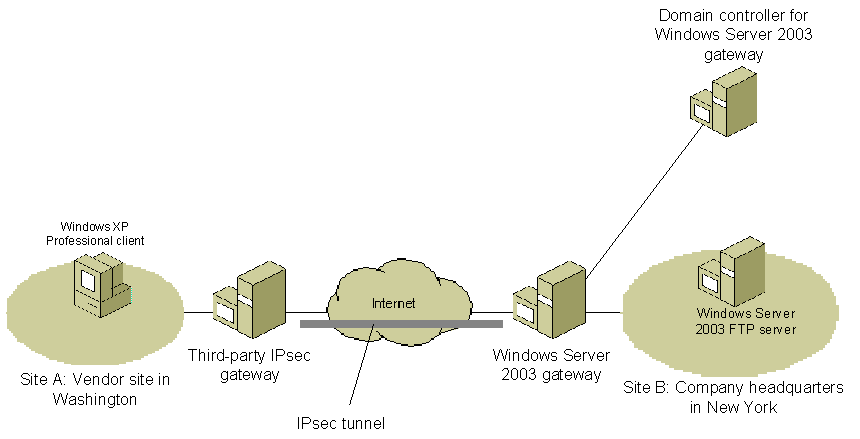 Domain controller for
Windows Server 2003
gateway
Windows XP
Professional client
Internet
Windows Server
2003 FTP server
Third-party IPsec
gateway
Windows Server
2003 gateway
Site A: Vendor site in
Washington
Site B: Company headquarters
in New York
IPsec tunnel